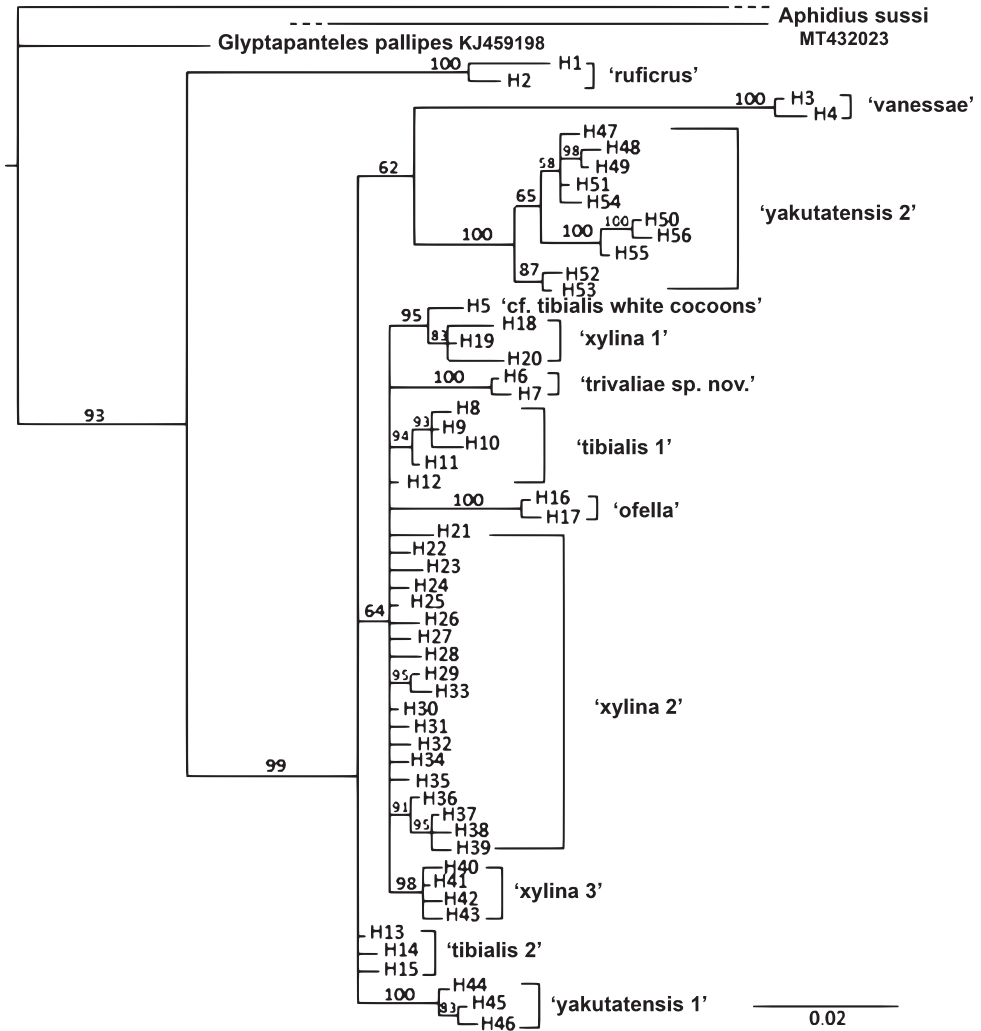 Aphidius sussi
MT432023
Glyptapanteles pallipes KJ459198
100
H1
H2
‘ruficrus’
100
H3
H4
‘vanessae’
62
H47
98
H48
H49
58
H51
H54
65
100
H50
H56
100
H55
100
87
H52
H53
‘yakutatensis 2’
95
H5 ‘cf. tibialis white cocoons’
83
H18
H19
H20
‘xylina 1’
100
H6
H7
‘trivaliae sp. nov.’
93
H8
H9
H10
94
H11
H12
‘tibialis 1’
93
100
H16
H17
‘ofella’
H21
H22
H23
H24
H25
64
H26
H27
H28
95
H29
H33
H30
H31
H32
H34
H35
91
H36
95
H37
H38
H39
‘xylina 2’
99
98
H40
H41
H42
H43
‘xylina 3’
H13
H14
H15
‘tibialis 2’
100
H44
83
H45
H46
‘yakutatensis 1’
0.02